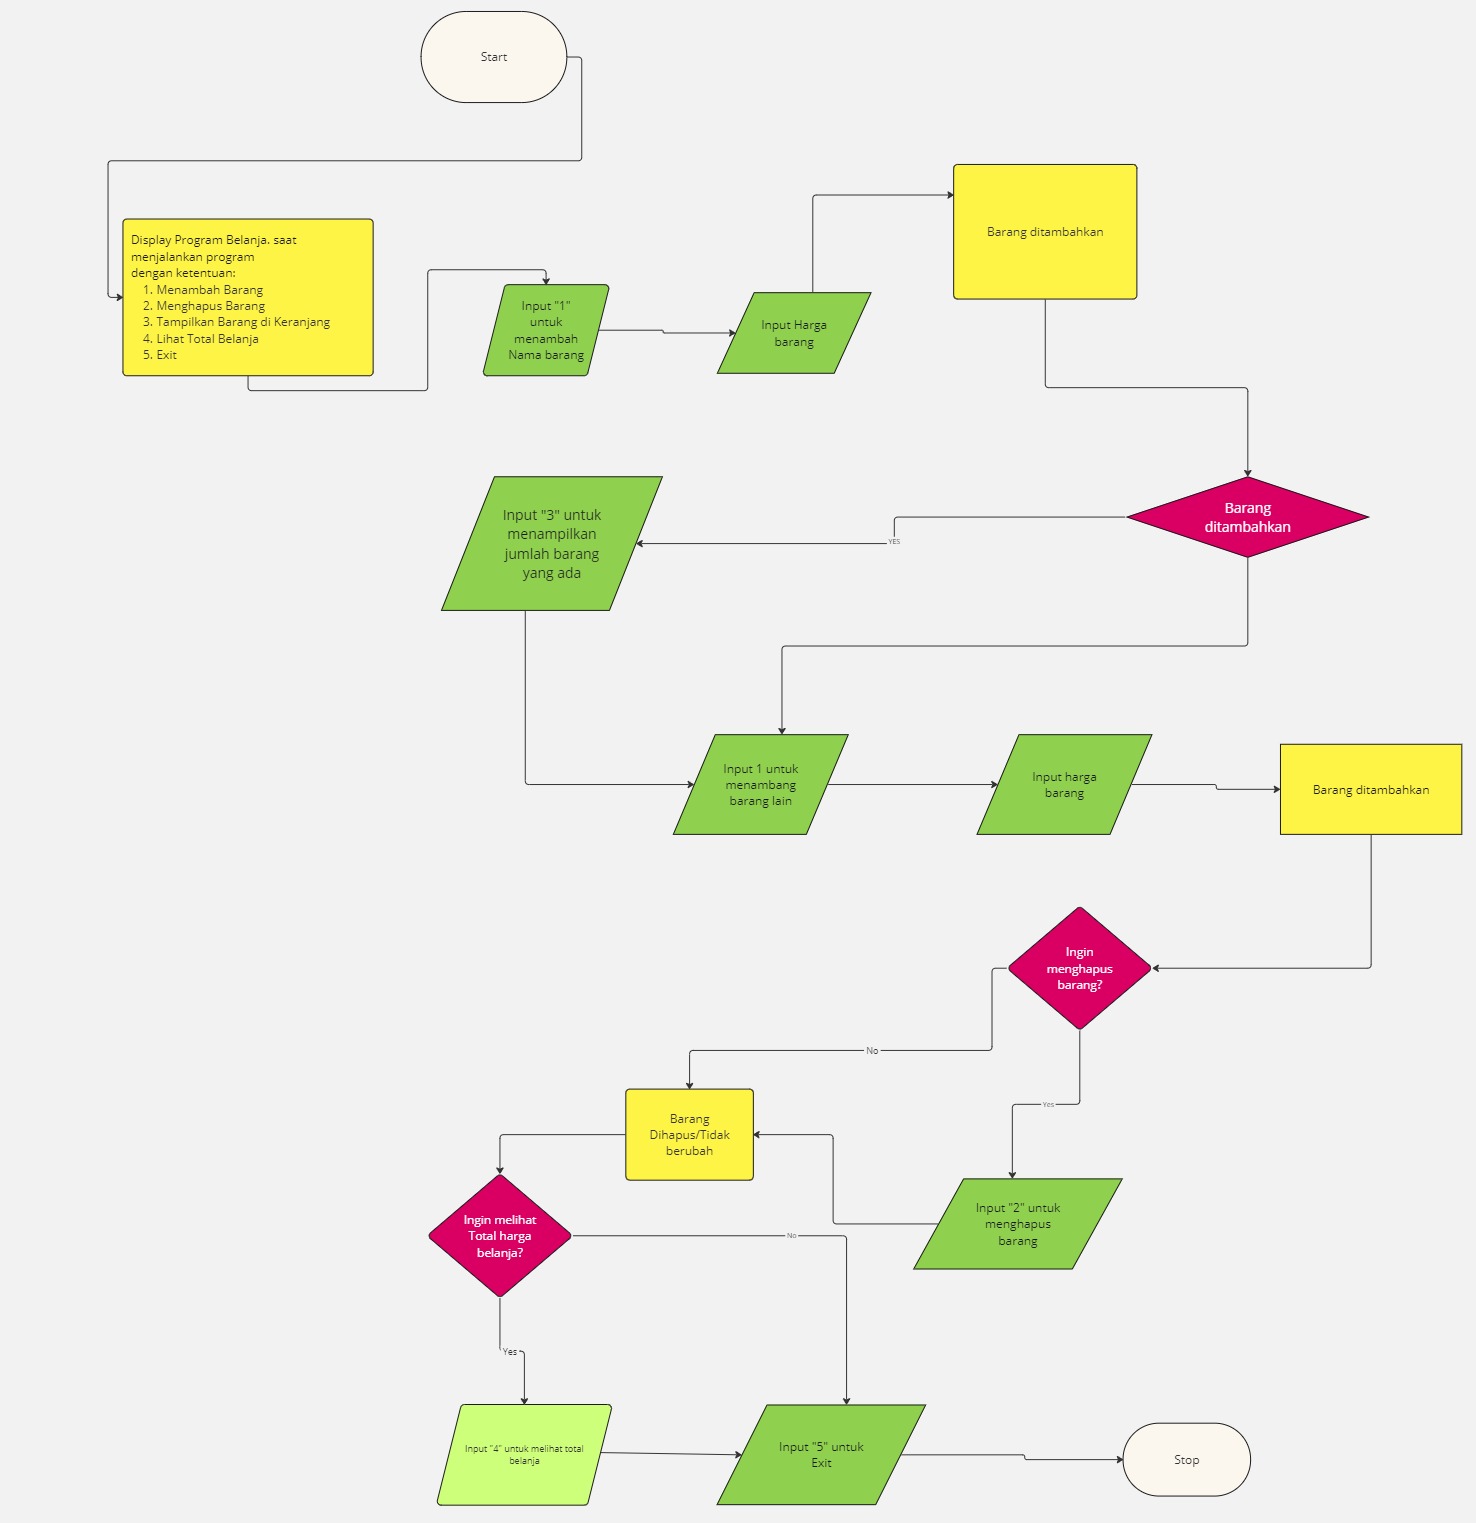 Start
Display Program Belanja. saat
menjalankan program
dengan ketentuan:
1. Menambah Barang
2. Menghapus Barang
3. Tampilkan Barang di Keranjang
4. Lihat Total Belanja
5. Exit
Input "1"
untuk
menambah
Nama barang
Input Harga
barang
Barang ditambahkan
Barang
ditambahkan
YES
Input "3" untuk
menampilkan
jumlah barang
yang ada
Input 1 untuk
menambang
barang lain
Input harga
barang
Barang ditambahkan
Ingin
menghapus
barang?
No
Yes
Barang
Dihapus/Tidak
berubah
Input "2" untuk
menghapus
barang
Ingin melihat
Total harga
belanja?
No
Yes
Input "4" untuk melihat total
belanja
Input "5" untuk
Exit
Stop